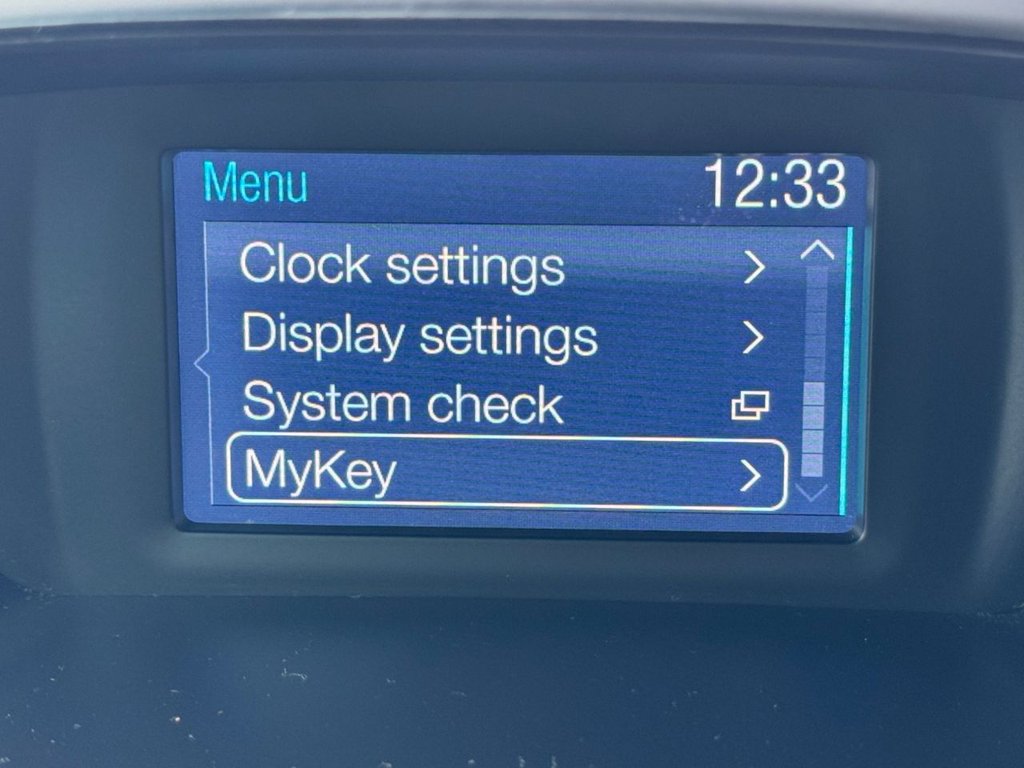 Menu 12:33
Clock settings
Display settings
System check
MyKey